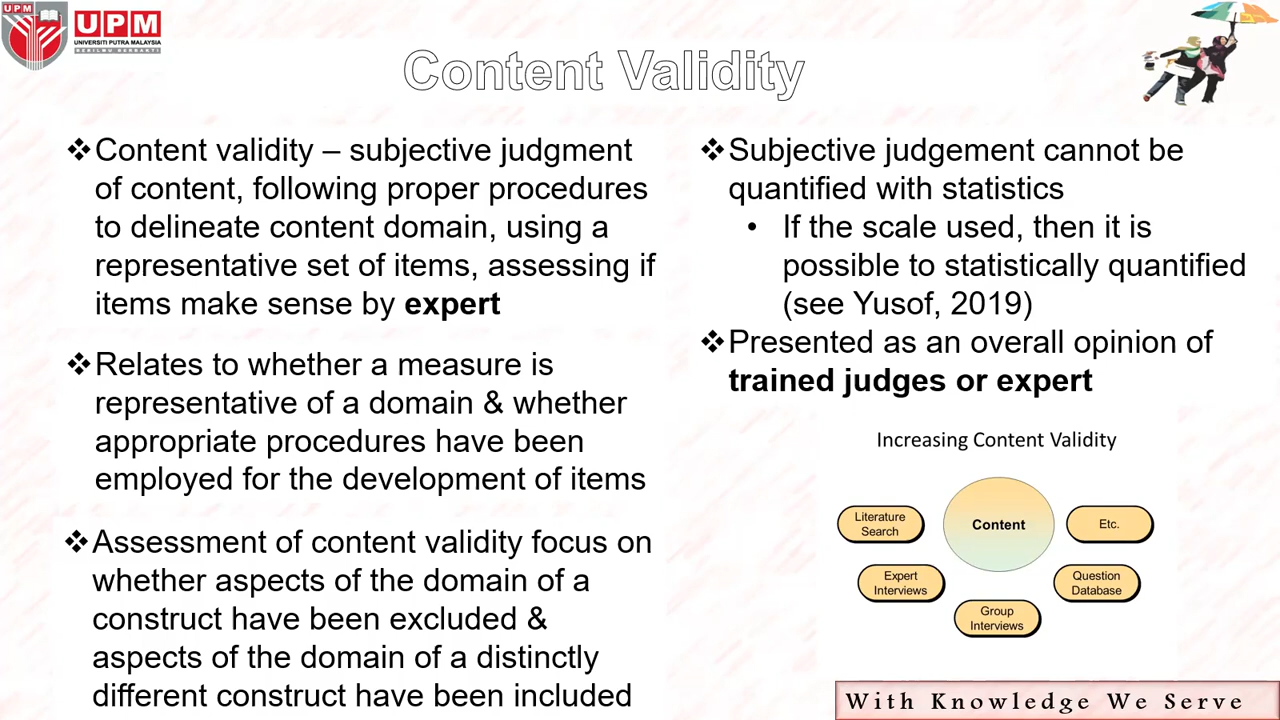 UPM
UPM
UNIVERSITI PUTRA MALAYSIA
BERILMU BERBAKTI
Content Validity
❖Content validity – subjective judgment
of content, following proper procedures
to delineate content domain, using a
representative set of items, assessing if
items make sense by expert
❖Relates to whether a measure is
representative of a domain & whether
appropriate procedures have been
employed for the development of items
❖Assessment of content validity focus on
whether aspects of the domain of a
construct have been excluded &
aspects of the domain of a distinctly
different construct have been included
❖Subjective judgement cannot be
quantified with statistics
• If the scale used, then it is
possible to statistically quantified
(see Yusof, 2019)
❖Presented as an overall opinion of
trained judges or expert
Increasing Content Validity
Literature
Search
Content
Etc.
Expert
Interviews
Question
Database
Group
Interviews
With Knowledge We Serve